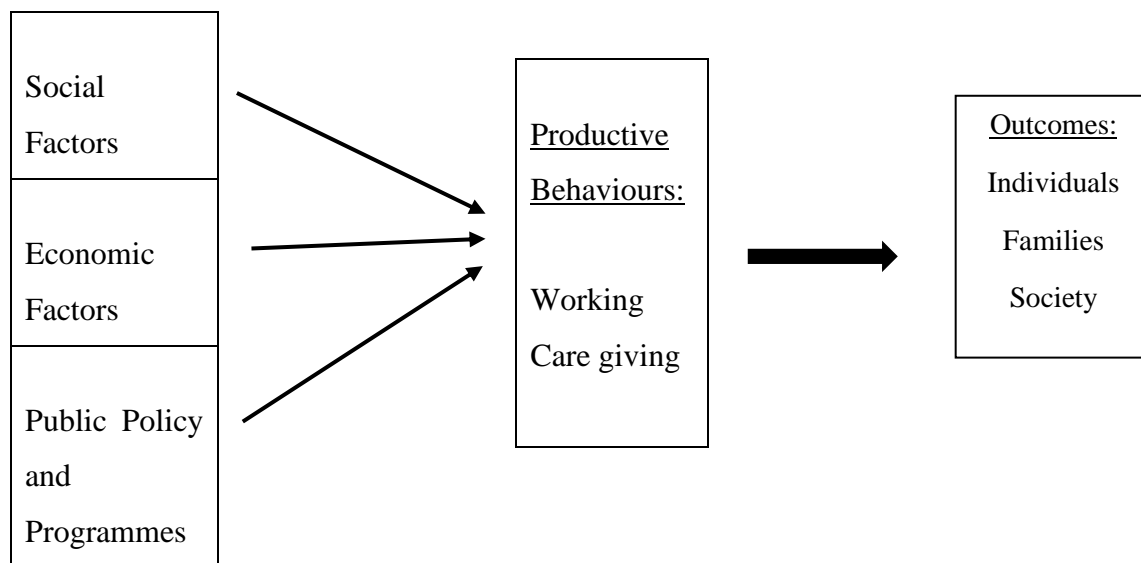 Social
Factors
Economic
Factors
Public Policy
and
Programmes
Productive
Behaviours:
Working
Care giving
Outcomes:
Individuals
Families
Society